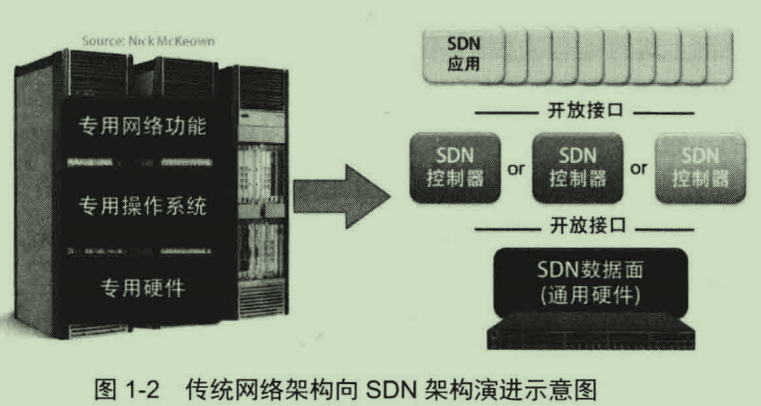 Source: Nick McKeown
专用网络功能
专用操作系统
专用硬件
SDN
应用
开放接口
SDN
控制器
or
SDN
控制器
or
SDN
控制器
开放接口
SDN数据面
(通用硬件)
图 1-2 传统网络架构向 SDN 架构演进示意图